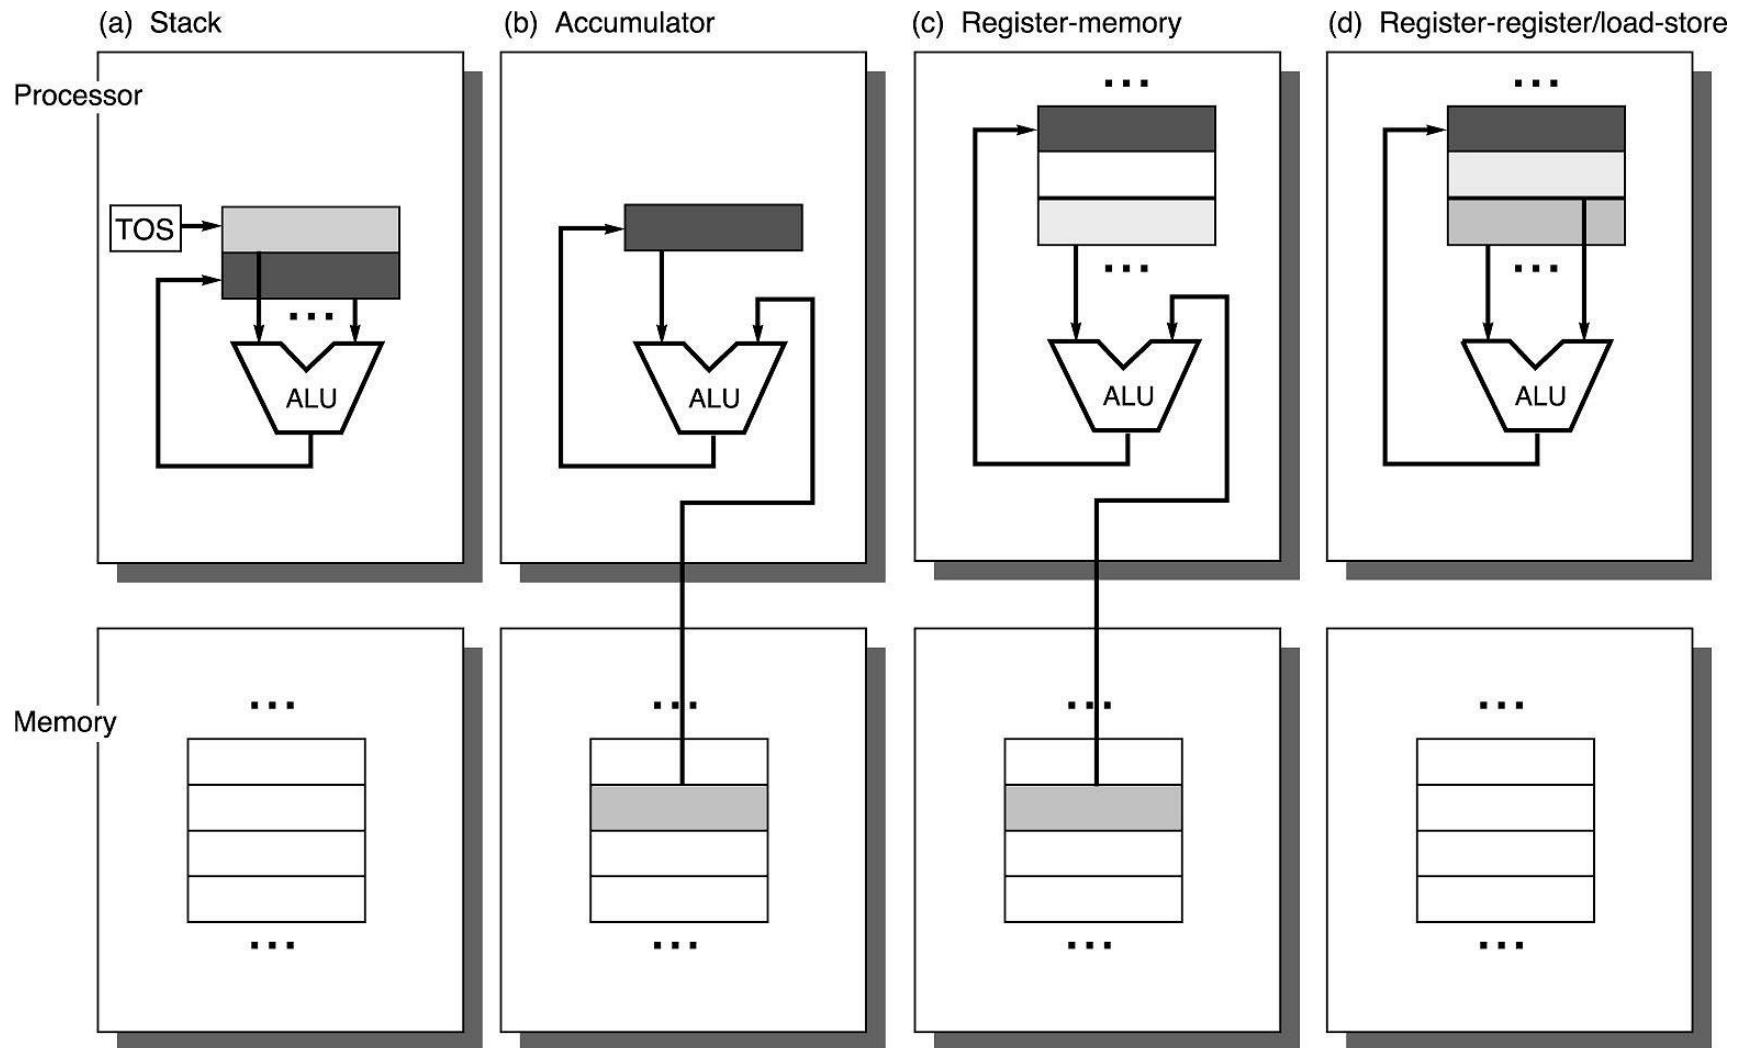 (a) Stack
(b) Accumulator
(c) Register-memory
(d) Register-register/load-store
Processor
TOS
ALU
ALU
ALU
ALU
Memory